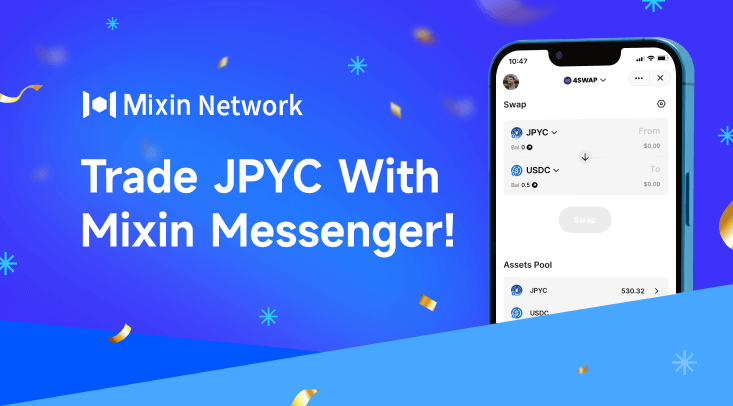 Mixin Network
Trade JPYC With
Mixin Messenger!
10:47
4SWAP
Swap
JPYC
From
Bal 0
$0.00
USDC
To
Bal 0.5
$0.00
Swap
Assets Pool
JPYC
530.32
USDC